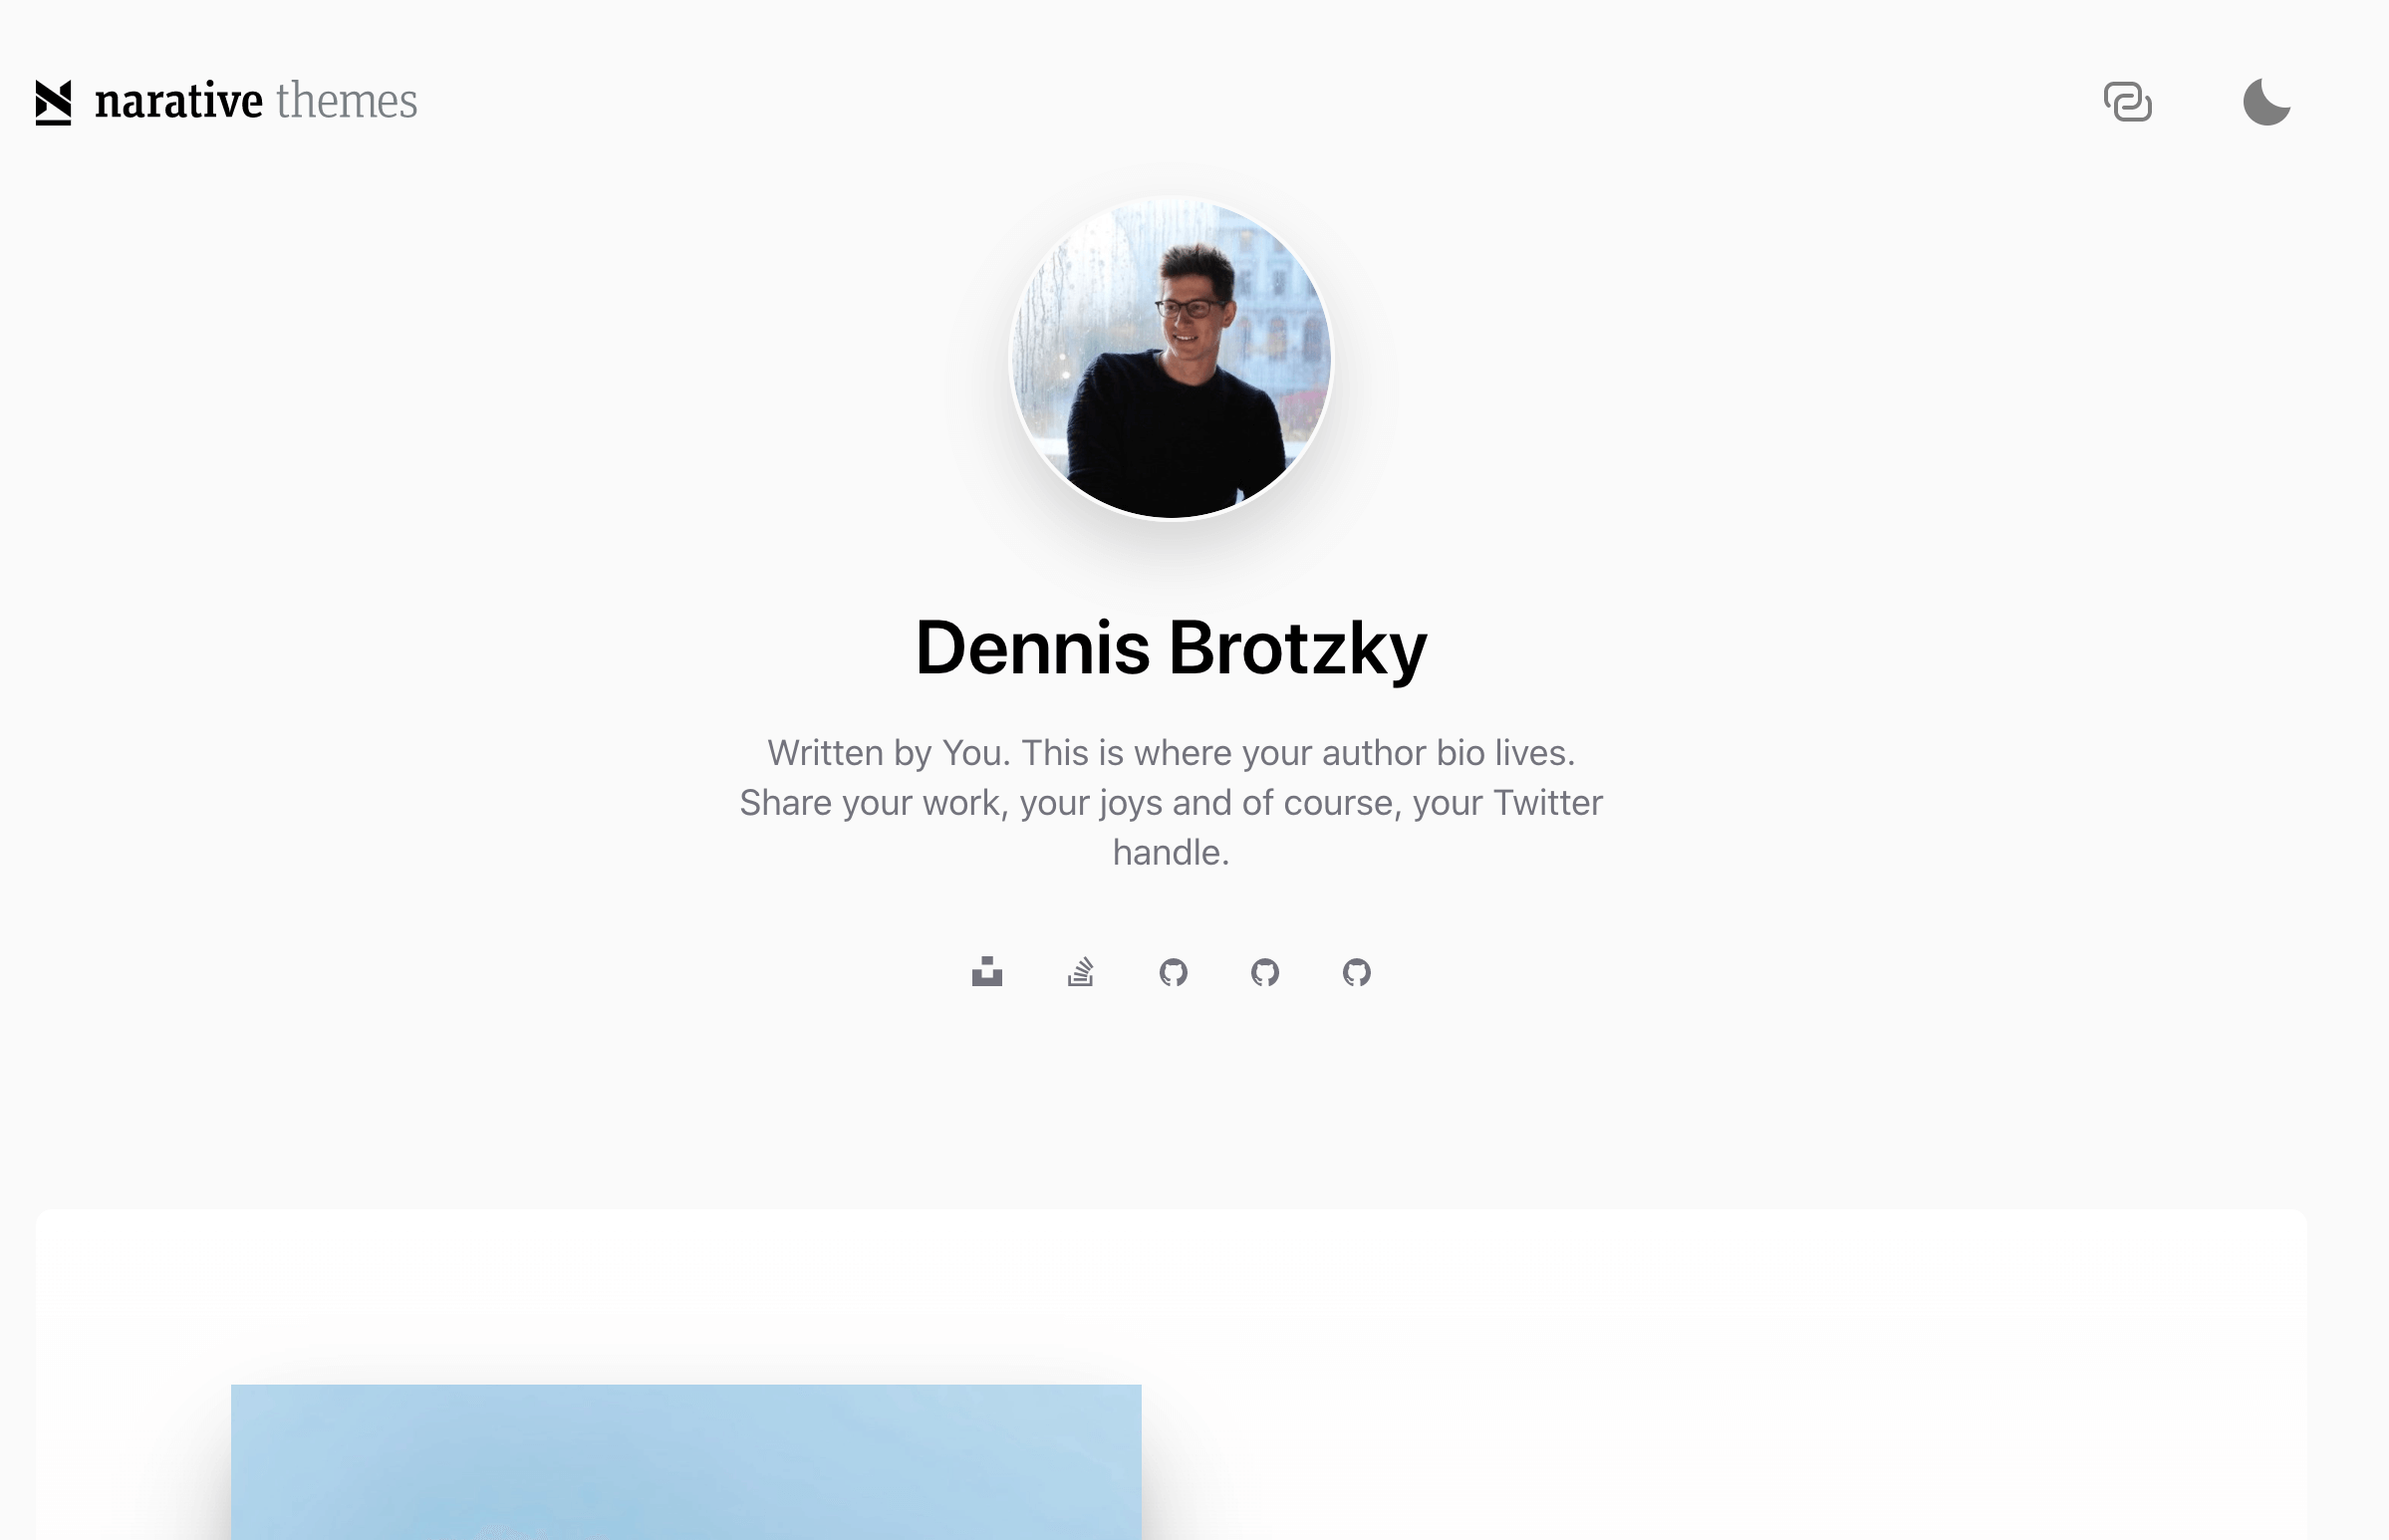 narative themes
Dennis Brotzky
Written by You. This is where your author bio lives.
Share your work, your joys and of course, your Twitter
handle.